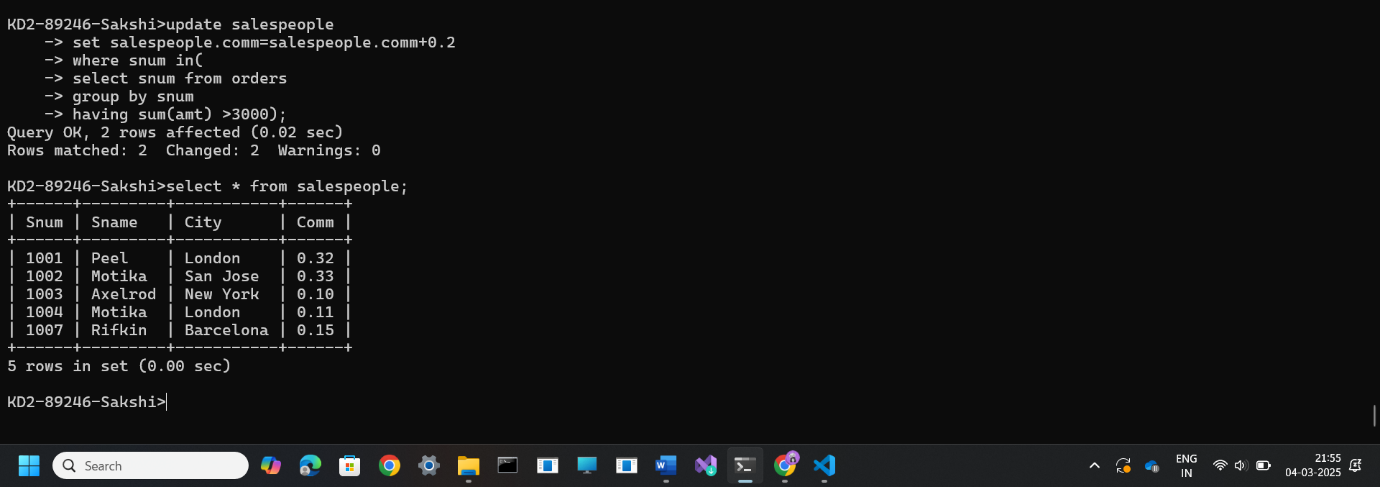 KD2-89246-Sakshi>update salespeople
    -> set salespeople.comm=salespeople.comm+0.2
    -> where snum in(
    -> select snum from orders
    -> group by snum
    -> having sum(amt) >3000);
Query OK, 2 rows affected (0.02 sec)
Rows matched: 2  Changed: 2  Warnings: 0
KD2-89246-Sakshi>select * from salespeople;
+------+---------+-----------+------+
| Snum | Sname   | City      | Comm |
+------+---------+-----------+------+
| 1001 | Peel    | London    | 0.32 |
| 1002 | Motika  | San Jose  | 0.33 |
| 1003 | Axelrod | New York  | 0.10 |
| 1004 | Motika  | London    | 0.11 |
| 1007 | Rifkin  | Barcelona | 0.15 |
+------+---------+-----------+------+
5 rows in set (0.00 sec)
KD2-89246-Sakshi>
Search
ENG
IN
21:55
04-03-2025